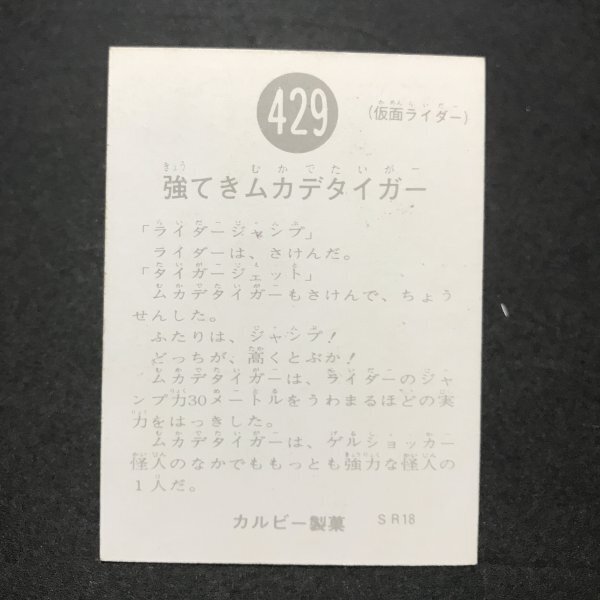 429
(仮面ライダー)
強てきムカデタイガー
「ライダージャンプ」
ライダーは、さけんだ。
「タイガージェット」
ムカデタイガーもさけんで、ちょう
せんした。
ふたりは、ジャンプ!
どっちが、高くとぶか!
ムカデタイガーは、ライダーのジャ
ンプ力30メートルをうわまるほどの実
力をはっきした。
ムカデタイガーは、ゲルショッカー
怪人のなかでももっとも強力な怪人の
1人だ。
カルビー製菓 SR18